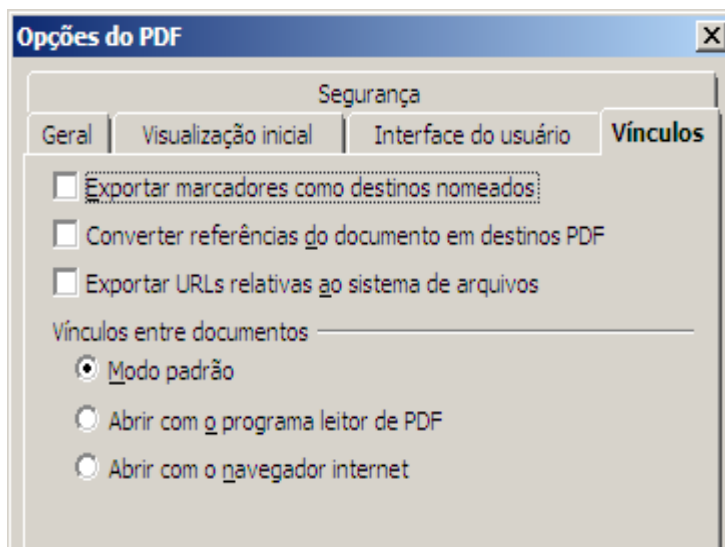 Opções do PDF
Segurança
Geral
Visualização inicial
Interface do usuário
Vínculos
Exportar marcadores como destinos nomeados
Converter referências do documento em destinos PDF
Exportar URLs relativas ao sistema de arquivos
Vínculos entre documentos
Modo padrão
Abrir com o programa leitor de PDF
Abrir com o navegador internet